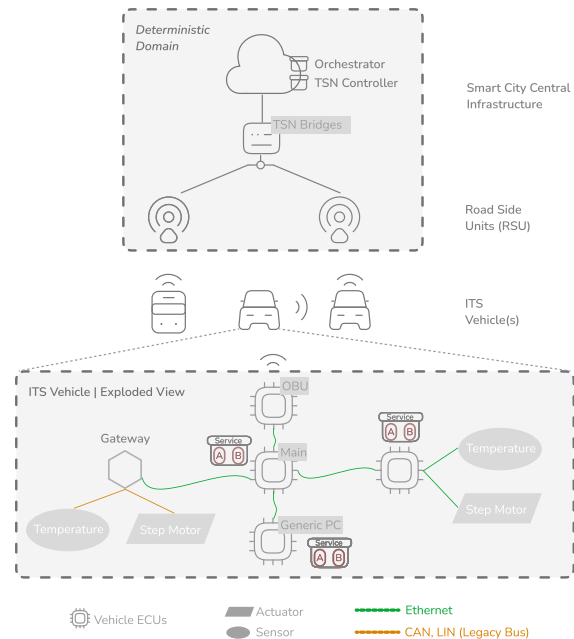 Deterministic
Domain
Orchestrator
TSN Controller
TSN Bridges
Smart City Central
Infrastructure
Road Side
Units (RSU)
ITS
Vehicle(s)
ITS Vehicle | Exploded View
OBU
Service
A B
Gateway
Service
A B
Main
Temperature
Temperature
Step Motor
Step Motor
Generic PC
Service
A B
Vehicle ECUs
Actuator
Sensor
Ethernet
CAN, LIN (Legacy Bus)